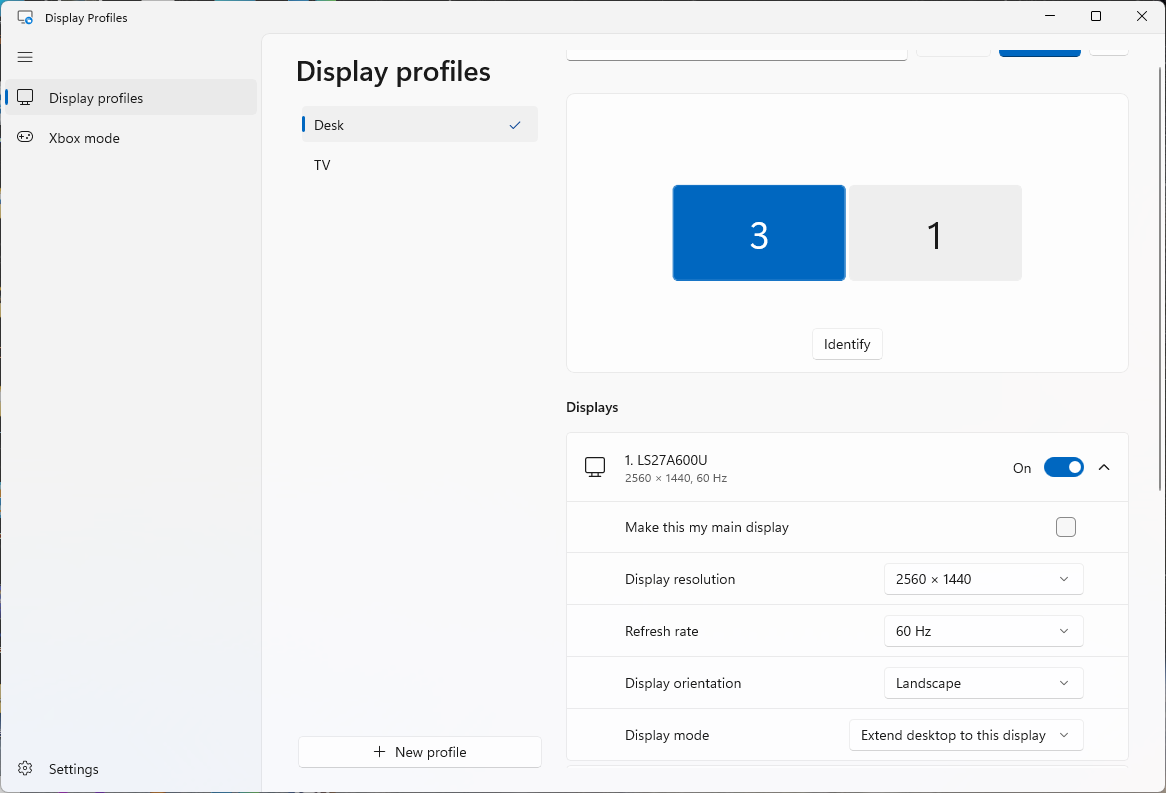 Display Profiles
Display profiles
Xbox mode
Settings
Display profiles
Desk
TV
New profile
3
1
Identify
Displays
1. LS27A600U
2560 × 1440, 60 Hz
On
Make this my main display
Display resolution
2560 × 1440
Refresh rate
60 Hz
Display orientation
Landscape
Display mode
Extend desktop to this display